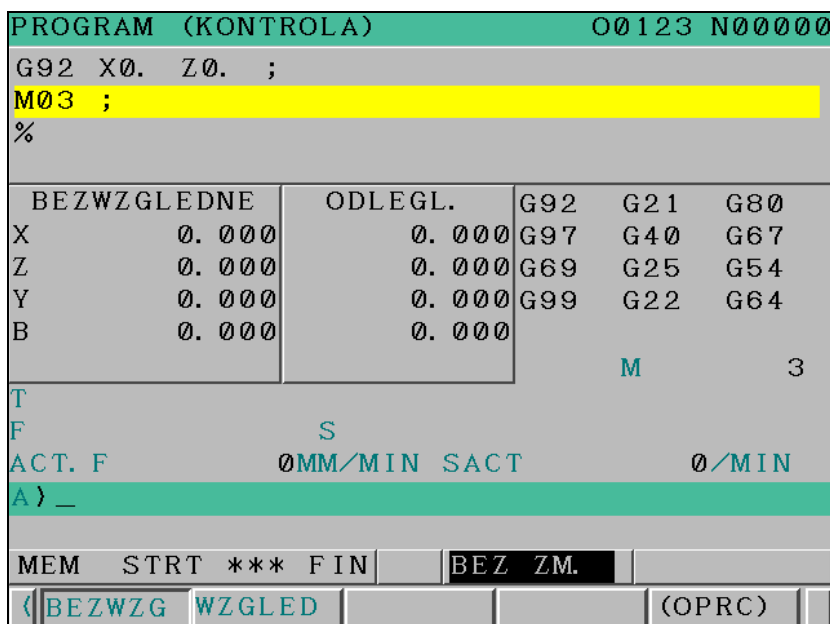 PROGRAM (KONTROLA) O0123 N00000
G92 X0. Z0. ;
M03 ;
%
BEZWZGLEDNE ODLEGL. G92 G21 G80
X 0.000 0.000 G97 G40 G67
Z 0.000 0.000 G69 G25 G54
Y 0.000 0.000 G99 G22 G64
B 0.000 0.000
M 3
T
F S
ACT. F 0MM/MIN SACT 0/MIN
A)_
MEM STRT *** FIN BEZ ZM.
( BEZWZG WZGLED (OPRC)